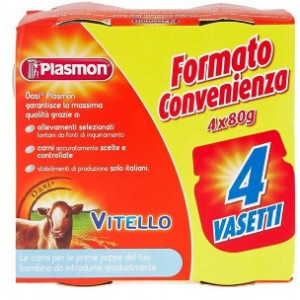 Plasmon
Oasi® Plasmon
garantisce la massima
qualità grazie a:
allevamenti selezionati
lontani da fonti di inquinamento
carni accuratamente scelte e
controllate
stabilimenti di produzione solo italiani.
Formato
Convenienza
4x80g
4
VASETTI
OASI
VITELLO
Le carni per le prime pappe del tuo
bambino da introdurre gradualmente